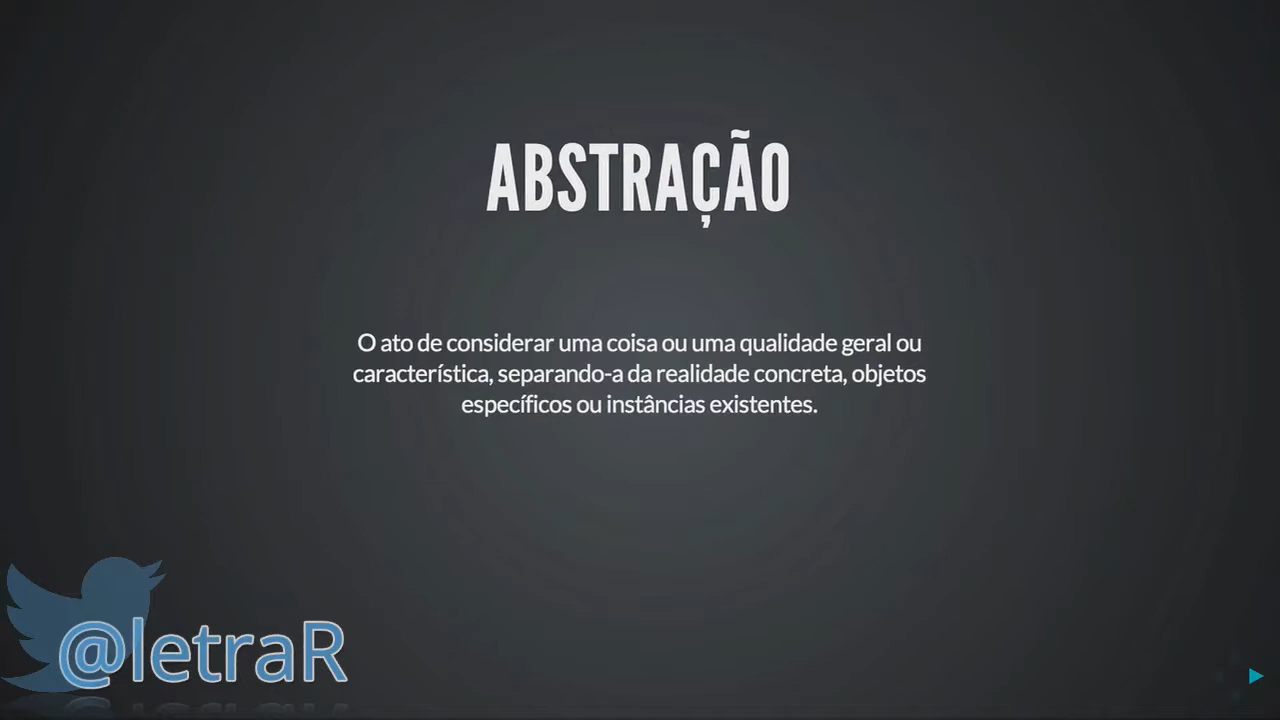 ABSTRAÇÃO
O ato de considerar uma coisa ou uma qualidade geral ou
característica, separando-a da realidade concreta, objetos
específicos ou instâncias existentes.
@letraR